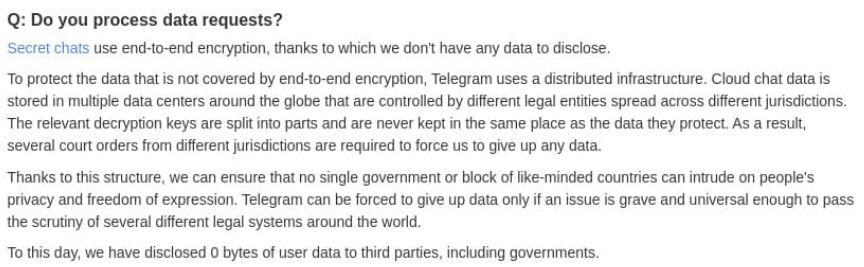 Q: Do you process data requests?
Secret chats use end-to-end encryption, thanks to which we don't have any data to disclose.
To protect the data that is not covered by end-to-end encryption, Telegram uses a distributed infrastructure. Cloud chat data is
stored in multiple data centers around the globe that are controlled by different legal entities spread across different jurisdictions.
The relevant decryption keys are split into parts and are never kept in the same place as the data they protect. As a result,
several court orders from different jurisdictions are required to force us to give up any data.
Thanks to this structure, we can ensure that no single government or block of like-minded countries can intrude on people's
privacy and freedom of expression. Telegram can be forced to give up data only if an issue is grave and universal enough to pass
the scrutiny of several different legal systems around the world.
To this day, we have disclosed 0 bytes of user data to third parties, including governments.